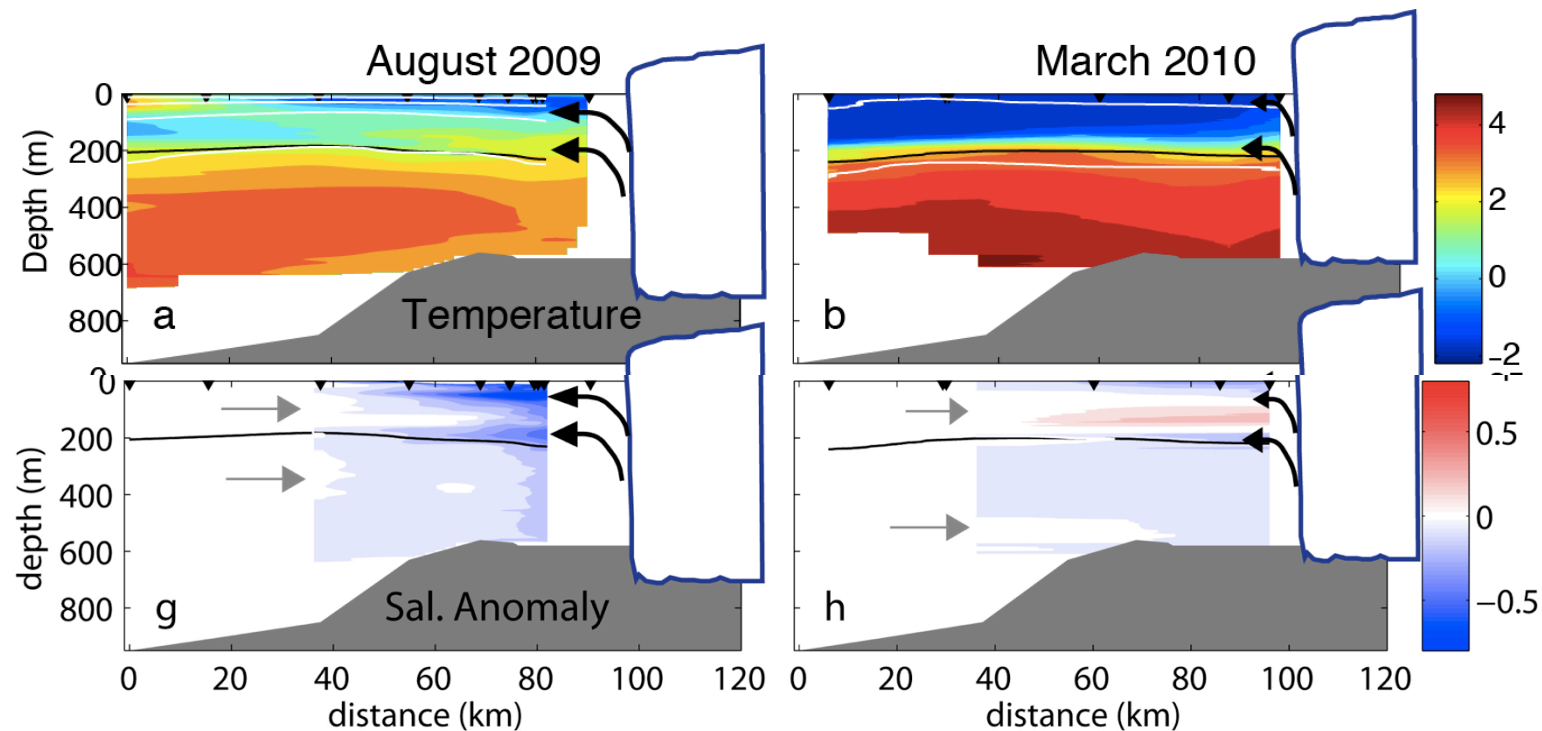 August 2009
March 2010
Depth (m)
0
200
400
600
800
a
Temperature
b
4
2
0
−2
depth (m)
0
200
400
600
800
g
Sal. Anomaly
h
0.5
0
−0.5
0 20 40 60 80 100 120
0 20 40 60 80 100 120
distance (km)
distance (km)